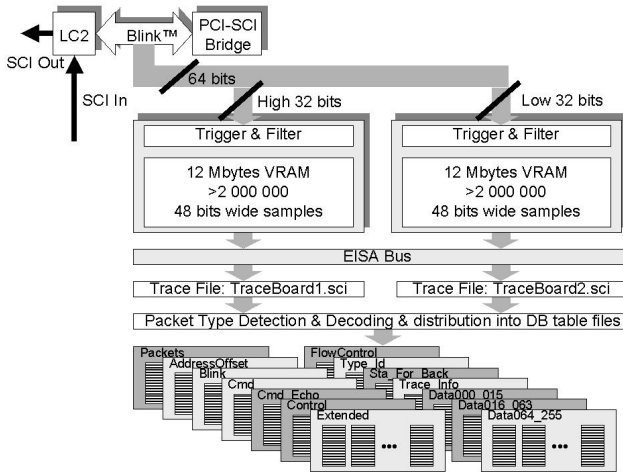 LC2
Blink™
PCI-SCI
Bridge
SCI Out
64 bits
SCI In
High 32 bits
Low 32 bits
Trigger & Filter
Trigger & Filter
12 Mbytes VRAM
>2 000 000
48 bits wide samples
12 Mbytes VRAM
>2 000 000
48 bits wide samples
EISA Bus
Trace File: TraceBoard1.sci
Trace File: TraceBoard2.sci
Packet Type Detection & Decoding & distribution into DB table files
Packets
AddressOffset
Blink
Cmd
Cmd_Echo
Control
Extended
...
FlowControl
Type_Id
Sta_For_Back
Trace_Info
Data000_015
Data016_063
Data064_255
...